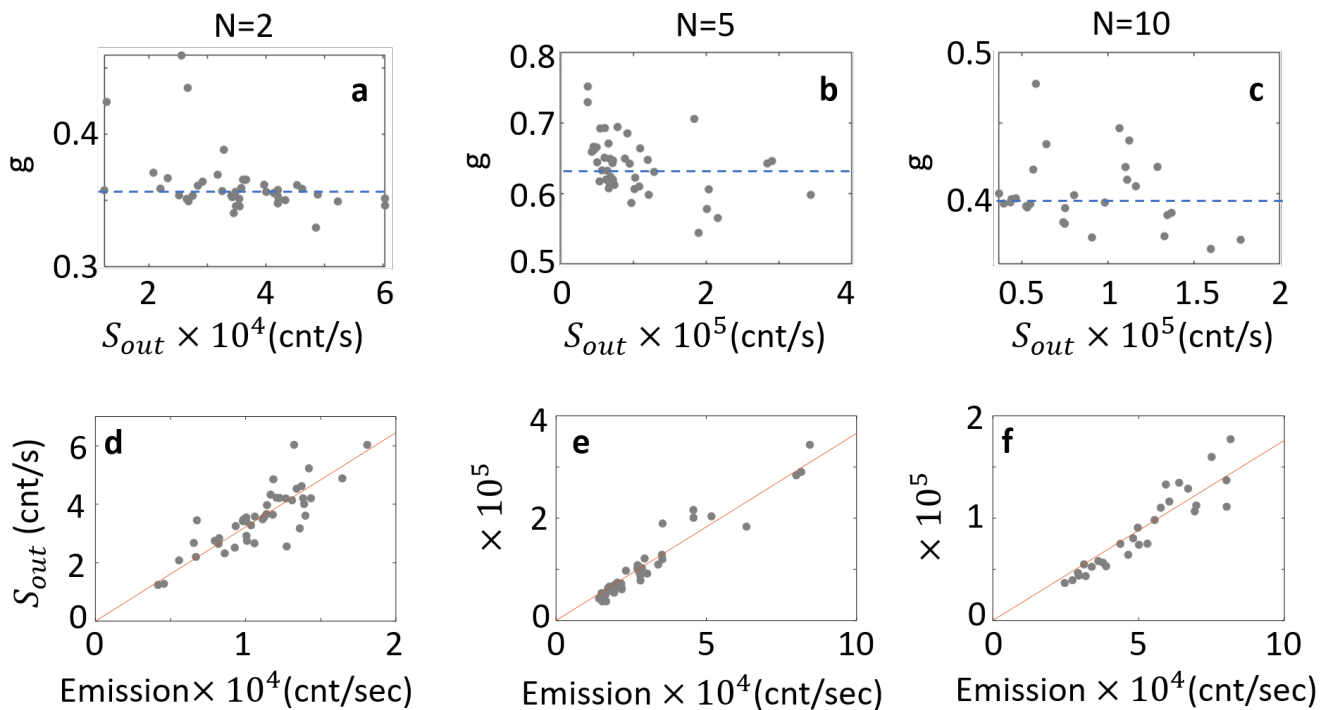 N=2
N=5
N=10
a
g
0.4
0.3
2
4
6
S_out × 10^4(cnt/s)
b
g
0.8
0.7
0.6
0.5
0
2
4
S_out × 10^5(cnt/s)
c
g
0.5
0.4
0.5
1
1.5
2
S_out × 10^5(cnt/s)
d
S_out (cnt/s)
6
4
2
0
0
1
2
Emission× 10^4(cnt/sec)
e
× 10^5
4
2
0
0
5
10
Emission × 10^4(cnt/sec)
f
× 10^5
2
1
0
0
5
10
Emission × 10^4(cnt/sec)